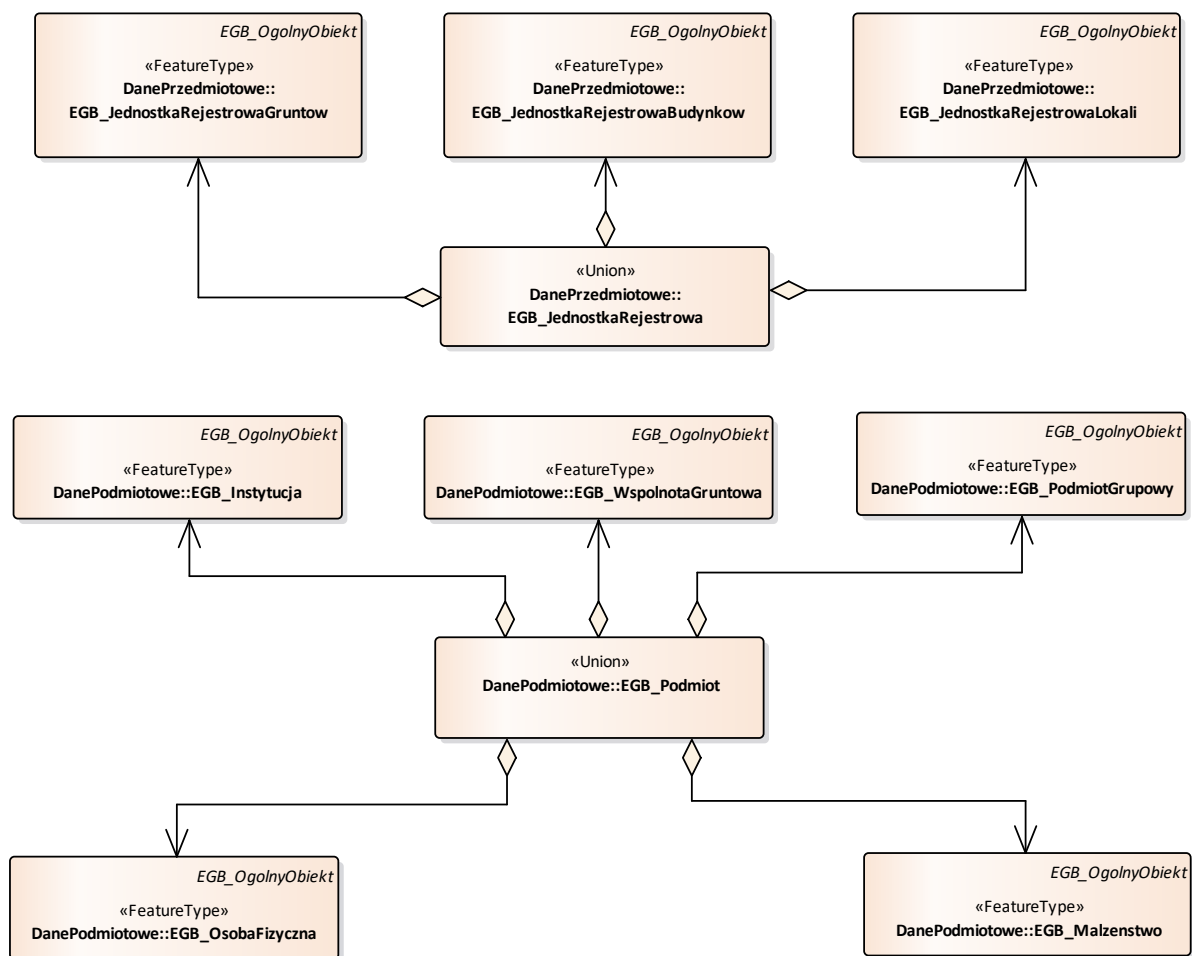 EGB_OgolnyObiekt
«FeatureType»
DanePrzedmiotowe::
EGB_JednostkaRejestrowaGruntow
EGB_OgolnyObiekt
«FeatureType»
DanePrzedmiotowe::
EGB_JednostkaRejestrowaBudynkow
EGB_OgolnyObiekt
«FeatureType»
DanePrzedmiotowe::
EGB_JednostkaRejestrowaLokali
«Union»
DanePrzedmiotowe::
EGB_JednostkaRejestrowa
EGB_OgolnyObiekt
«FeatureType»
DanePodmiotowe::EGB_Instytucja
EGB_OgolnyObiekt
«FeatureType»
DanePodmiotowe::EGB_WspolnotaGruntowa
EGB_OgolnyObiekt
«FeatureType»
DanePodmiotowe::EGB_PodmiotGrupowy
«Union»
DanePodmiotowe::EGB_Podmiot
EGB_OgolnyObiekt
«FeatureType»
DanePodmiotowe::EGB_OsobaFizyczna
EGB_OgolnyObiekt
«FeatureType»
DanePodmiotowe::EGB_Malzenstwo